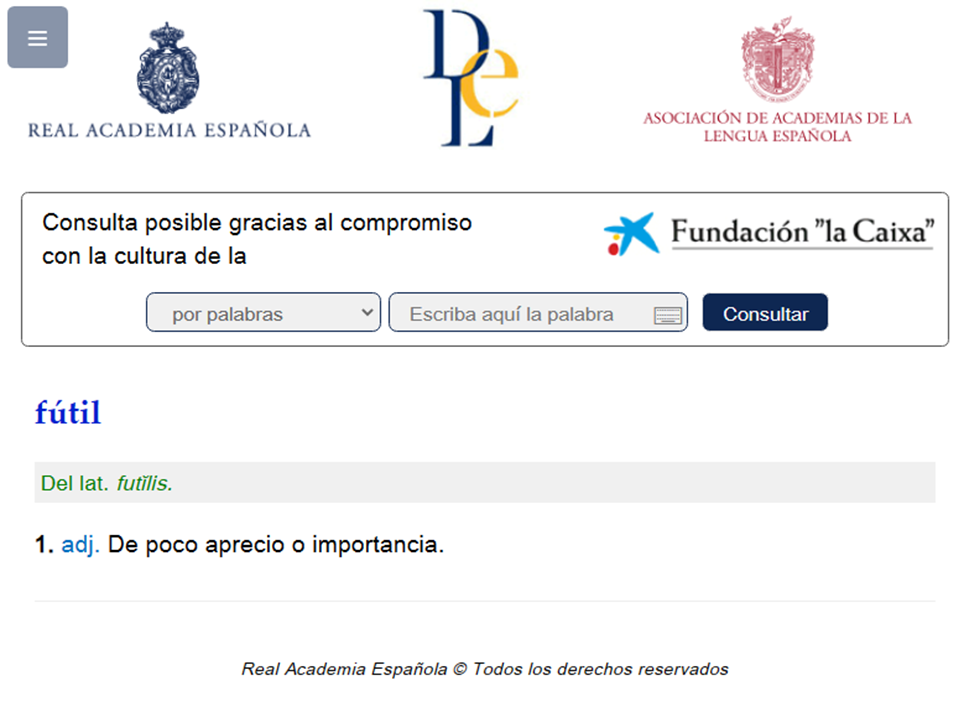 REAL ACADEMIA ESPAÑOLA
DLe
ASOCIACIÓN DE ACADEMIAS DE LA
LENGUA ESPAÑOLA
Consulta posible gracias al compromiso
con la cultura de la
Fundación "la Caixa"
por palabras
Escriba aquí la palabra
Consultar
fútil
Del lat. futĭlis.
1. adj. De poco aprecio o importancia.
Real Academia Española © Todos los derechos reservados